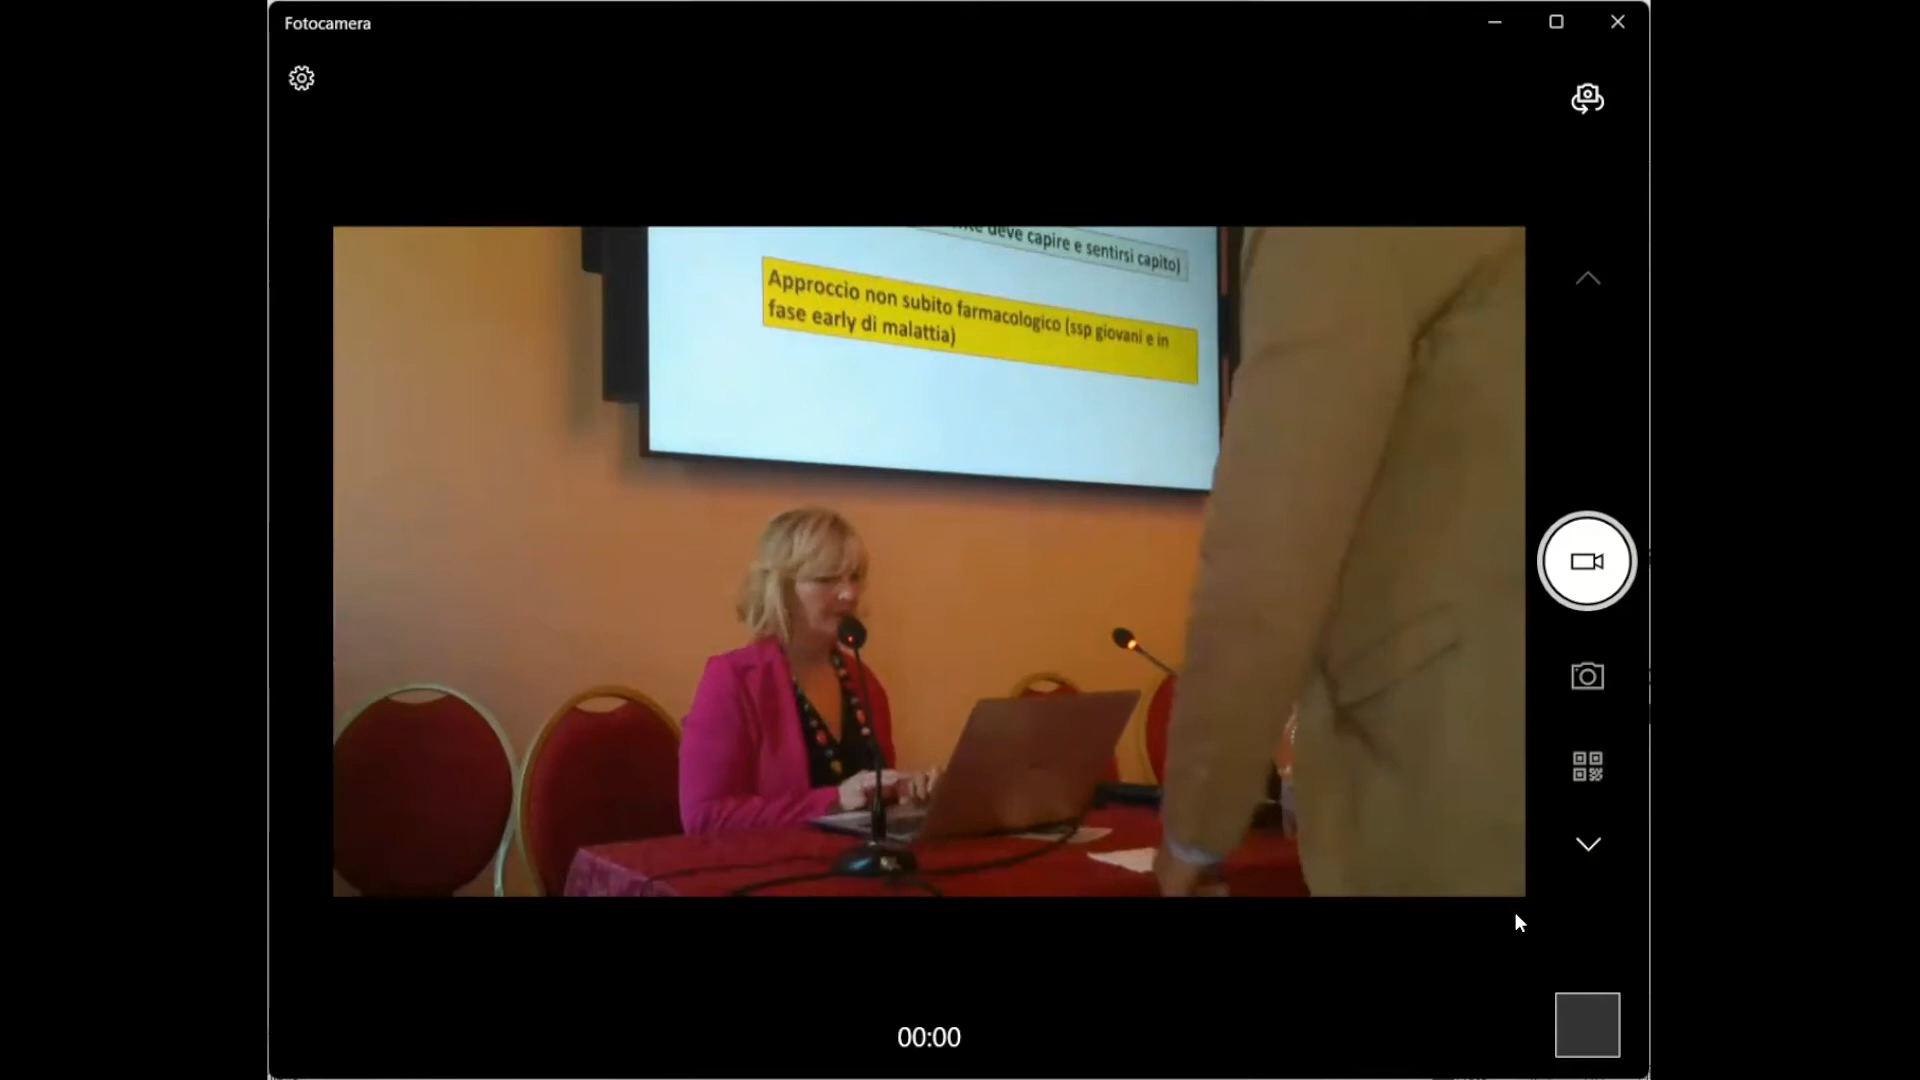 Fotocamera
deve capire e sentirsi capito)
Approccio non subito farmacologico (ssp giovani e in
fase early di malattia)
00:00